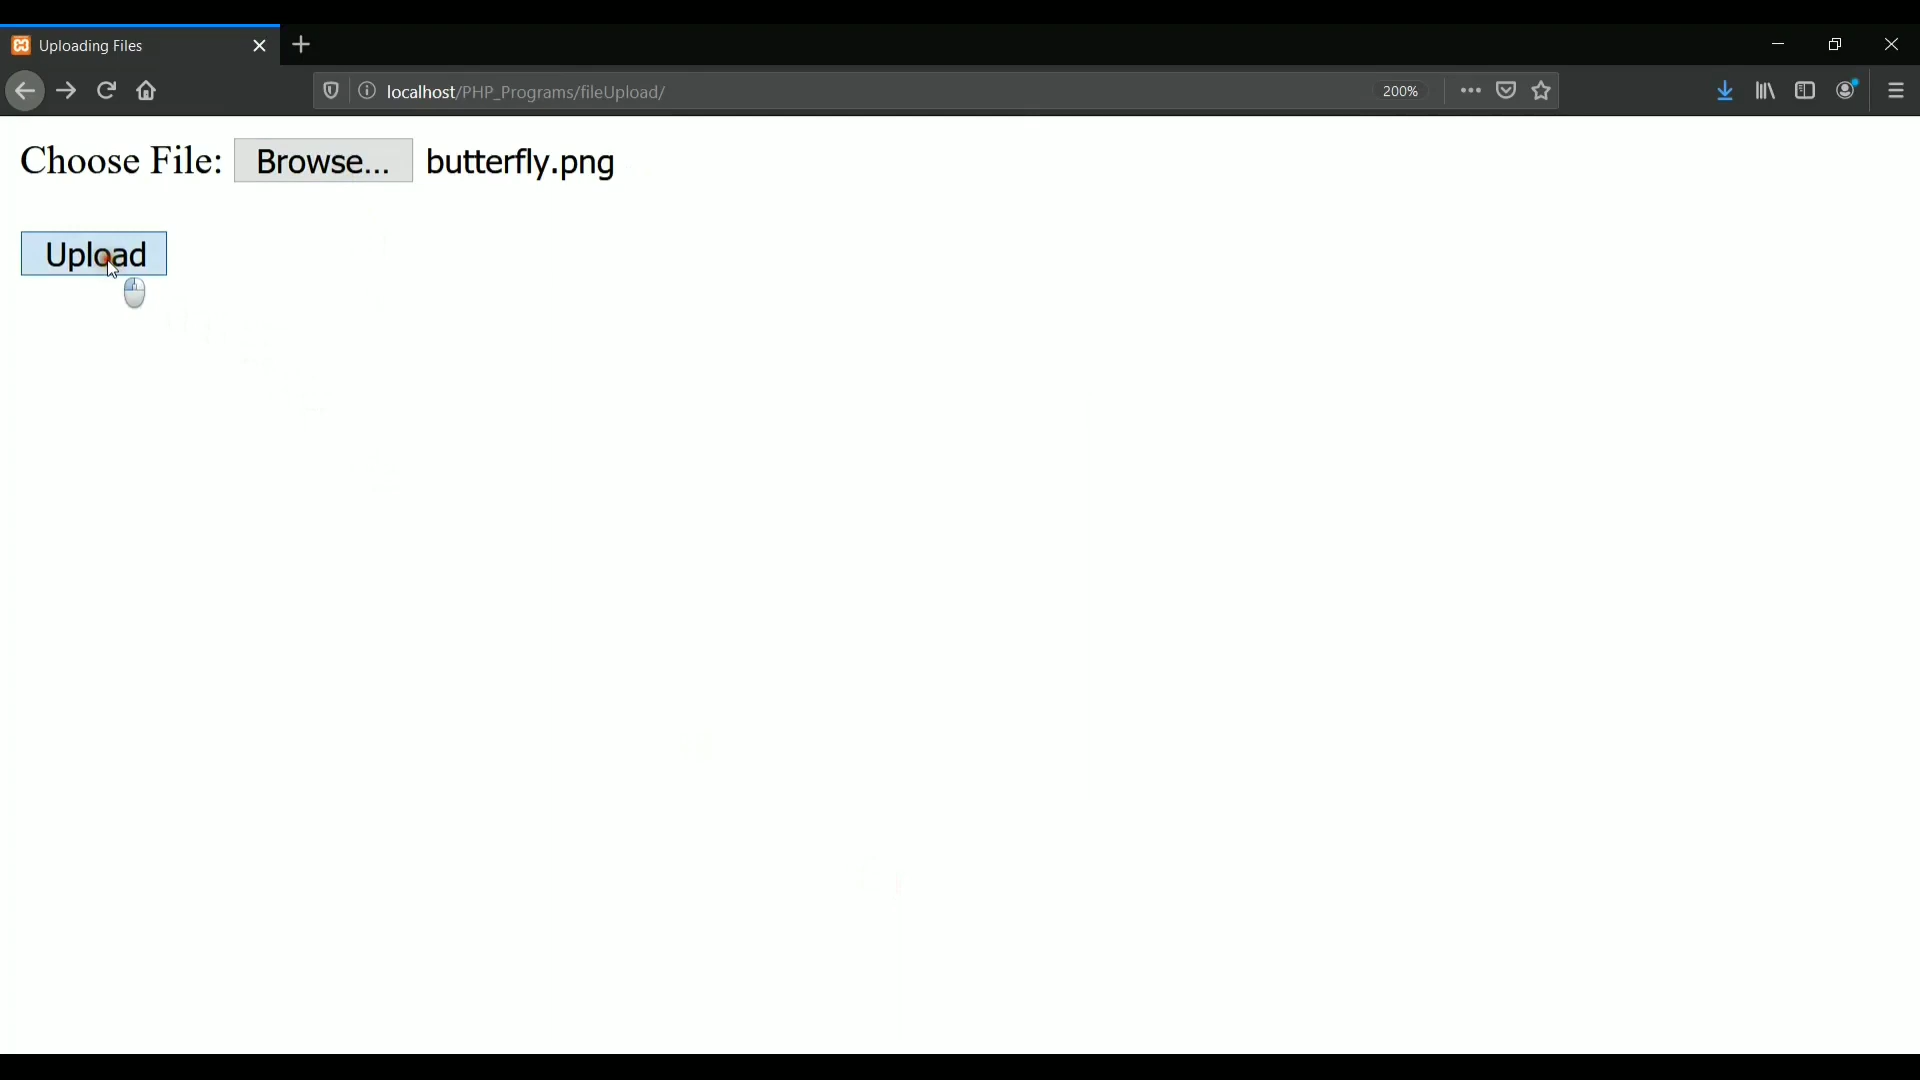 Uploading Files
localhost/PHP_Programs/fileUpload/
200%
Choose File: Browse... butterfly.png
Upload